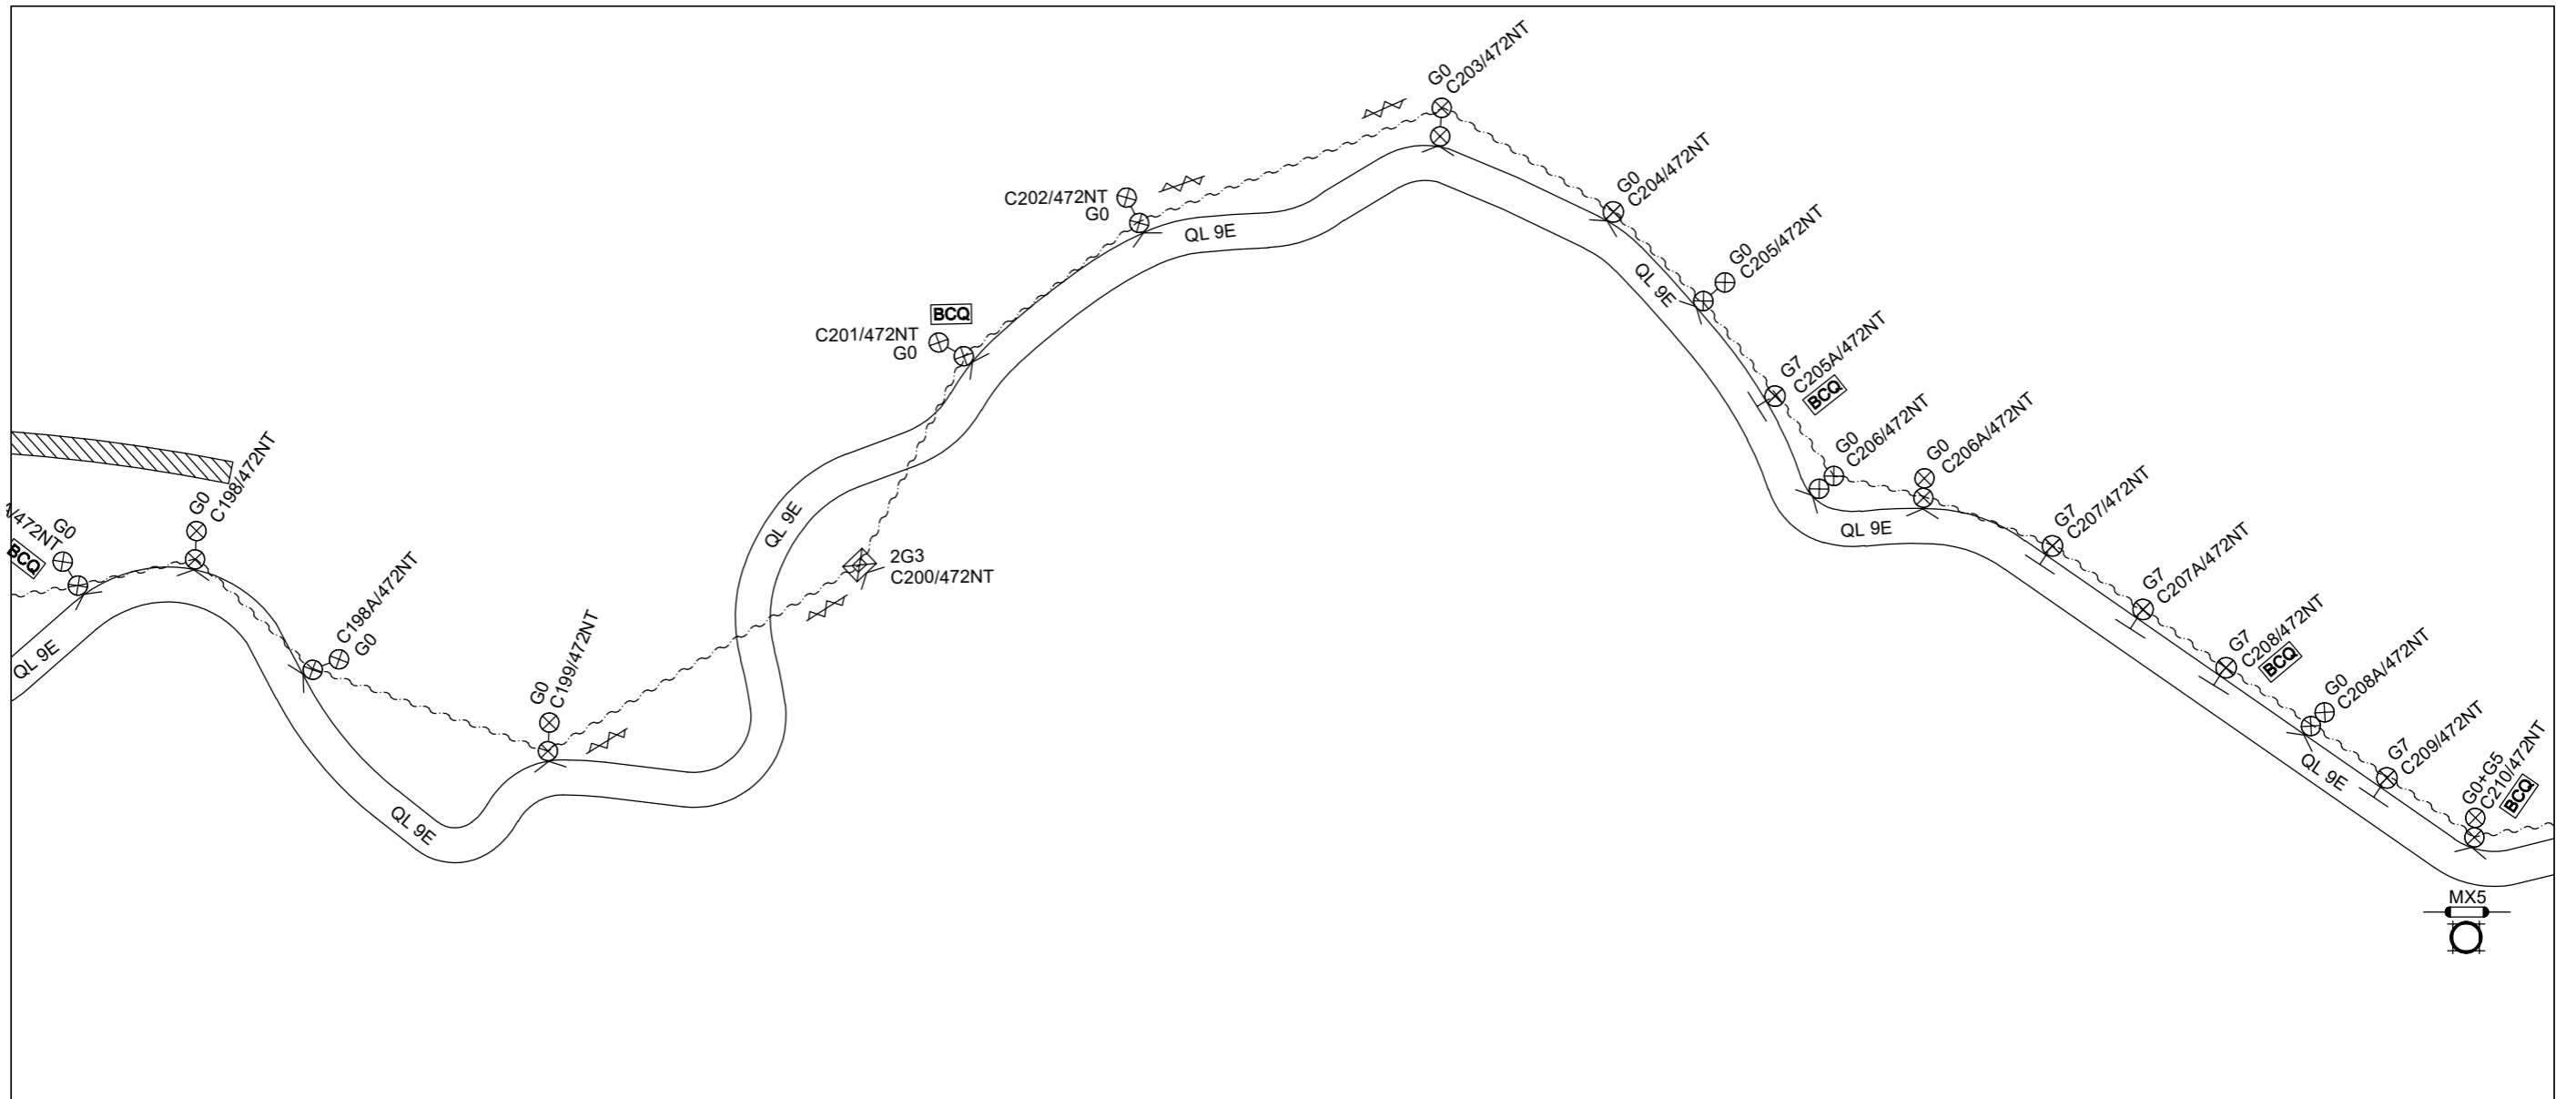 G0
/472NT
BCQ
QL 9E
G0
C198/472NT
C198A/472NT
G0
QL 9E
G0
C199/472NT
QL 9E
2G3
C200/472NT
BCQ
C201/472NT
G0
C202/472NT
G0
QL 9E
G0
C203/472NT
G0
C204/472NT
QL 9E
G0
C205/472NT
G7
C205A/472NT
BCQ
G0
C206/472NT
G0
C206A/472NT
QL 9E
G7
C207/472NT
G7
C207A/472NT
G7
C208/472NT
BCQ
G0
C208A/472NT
QL 9E
G7
C209/472NT
G0+G5
C210/472NT
BCQ
MX5